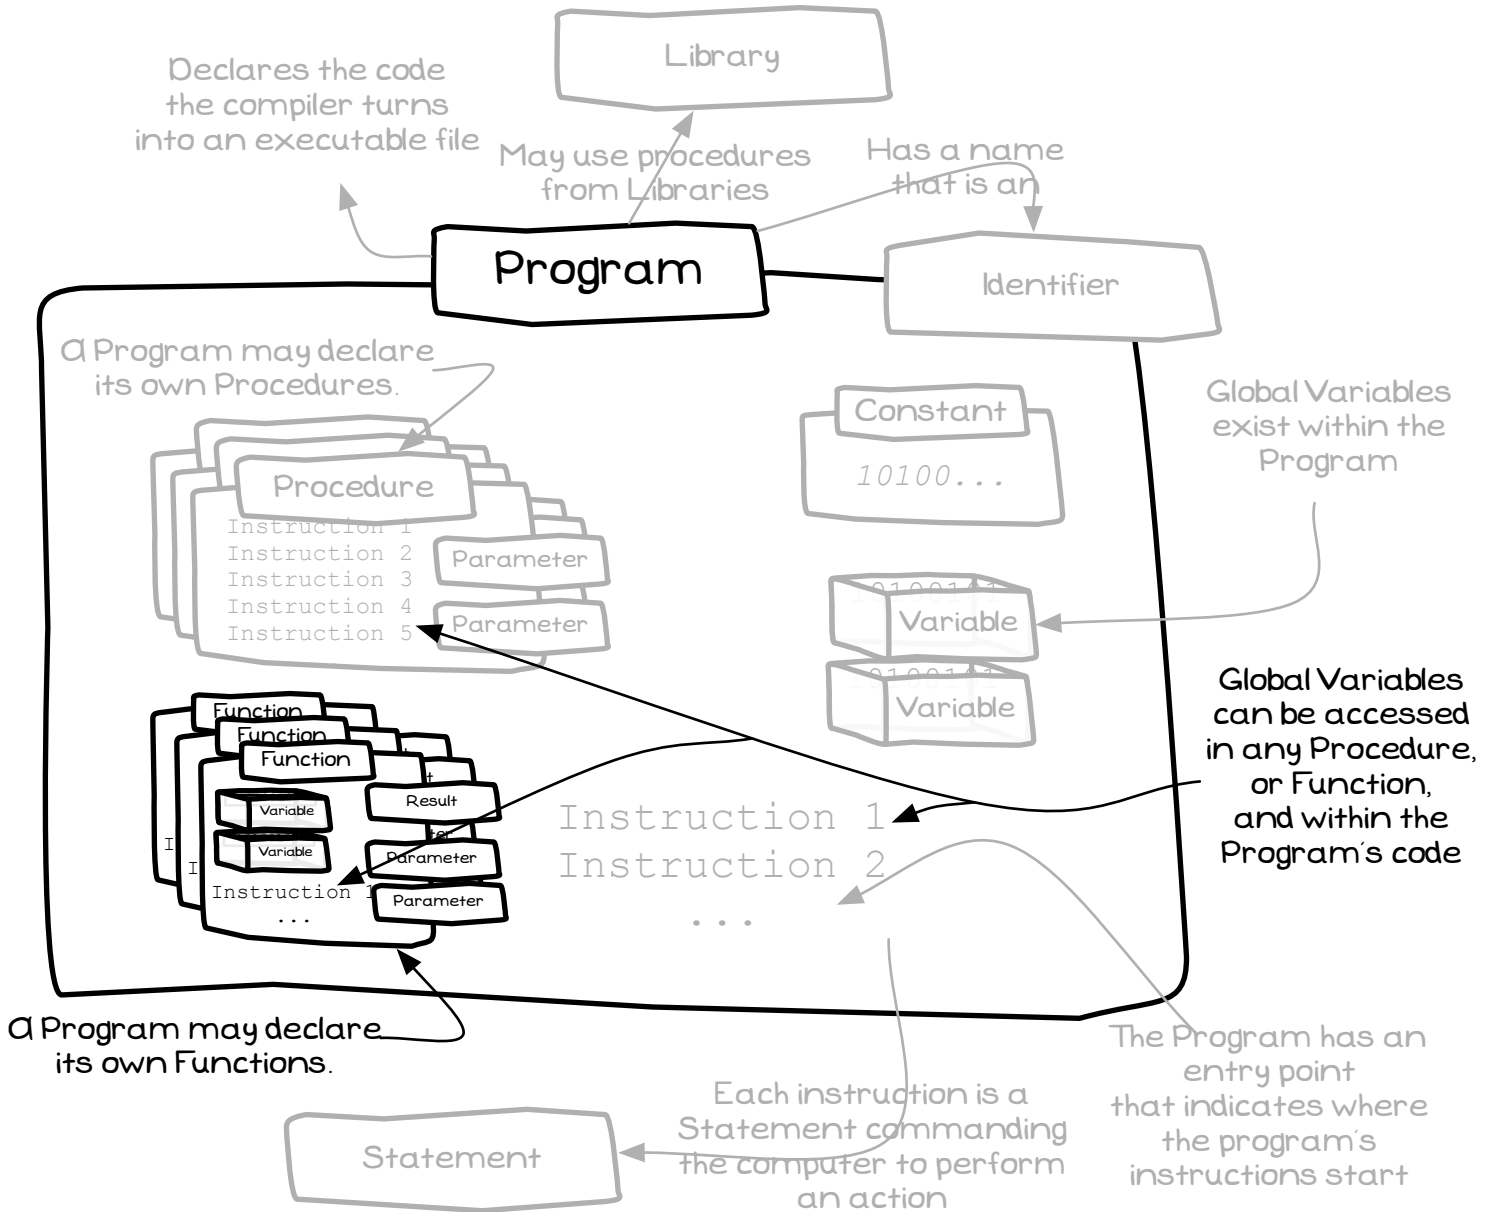 Library
Declares the code
the compiler turns
into an executable file
May use procedures
from Libraries
Has a name
that is an
Program
Identifier
A Program may declare
its own Procedures.
Procedure
Instruction 1
Instruction 2
Instruction 3
Instruction 4
Instruction 5
Parameter
Parameter
Constant
10100...
Global Variables
exist within the
Program
10100101
Variable
10100101
Variable
Global Variables
can be accessed
in any Procedure,
or Function,
and within the
Program's code
Function
Function
Function
Variable
Variable
Result
Parameter
Parameter
Instruction 1
...
Instruction 1
Instruction 2
...
A Program may declare
its own Functions.
The Program has an
entry point
that indicates where
the program's
instructions start
Each instruction is a
Statement commanding
the computer to perform
an action
Statement